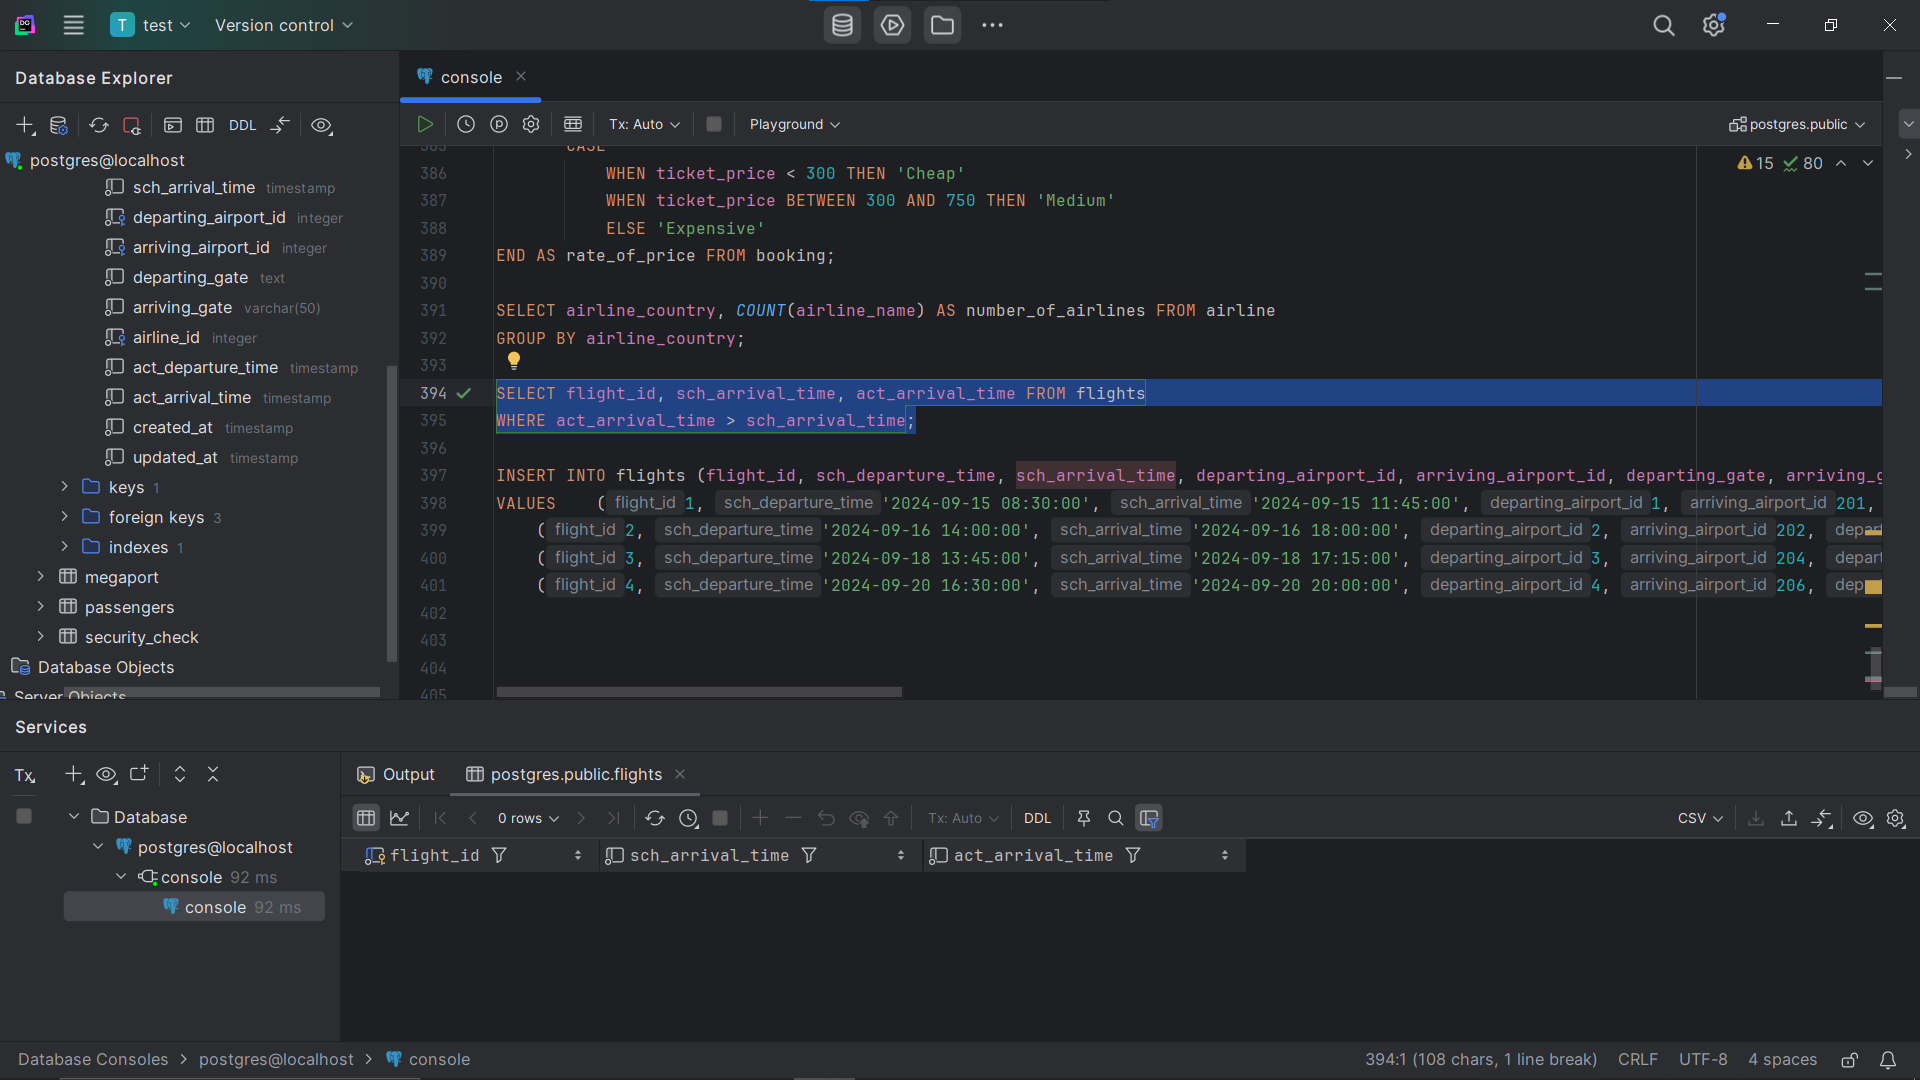 T test Version control
Database Explorer
console
DDL
Tx: Auto
Playground
postgres.public
postgres@localhost
sch_arrival_time timestamp
departing_airport_id integer
arriving_airport_id integer
departing_gate text
arriving_gate varchar(50)
airline_id integer
act_departure_time timestamp
act_arrival_time timestamp
created_at timestamp
updated_at timestamp
keys 1
foreign keys 3
indexes 1
megaport
passengers
security_check
Database Objects
Server Objects
15 80
385 CASE
386 WHEN ticket_price < 300 THEN 'Cheap'
387 WHEN ticket_price BETWEEN 300 AND 750 THEN 'Medium'
388 ELSE 'Expensive'
389 END AS rate_of_price FROM booking;
390
391 SELECT airline_country, COUNT(airline_name) AS number_of_airlines FROM airline
392 GROUP BY airline_country;
393
394 SELECT flight_id, sch_arrival_time, act_arrival_time FROM flights
395 WHERE act_arrival_time > sch_arrival_time;
396
397 INSERT INTO flights (flight_id, sch_departure_time, sch_arrival_time, departing_airport_id, arriving_airport_id, departing_gate, arriving_g
398 VALUES ( flight_id 1, sch_departure_time '2024-09-15 08:30:00', sch_arrival_time '2024-09-15 11:45:00', departing_airport_id 1, arriving_airport_id 201,
399 ( flight_id 2, sch_departure_time '2024-09-16 14:00:00', sch_arrival_time '2024-09-16 18:00:00', departing_airport_id 2, arriving_airport_id 202, depart
400 ( flight_id 3, sch_departure_time '2024-09-18 13:45:00', sch_arrival_time '2024-09-18 17:15:00', departing_airport_id 3, arriving_airport_id 204, depart
401 ( flight_id 4, sch_departure_time '2024-09-20 16:30:00', sch_arrival_time '2024-09-20 20:00:00', departing_airport_id 4, arriving_airport_id 206, dep
402
403
404
405
Services
Tx
Database
postgres@localhost
console 92 ms
console 92 ms
Output postgres.public.flights
0 rows Tx: Auto DDL CSV
flight_id sch_arrival_time act_arrival_time
Database Consoles > postgres@localhost > console
394:1 (108 chars, 1 line break) CRLF UTF-8 4 spaces